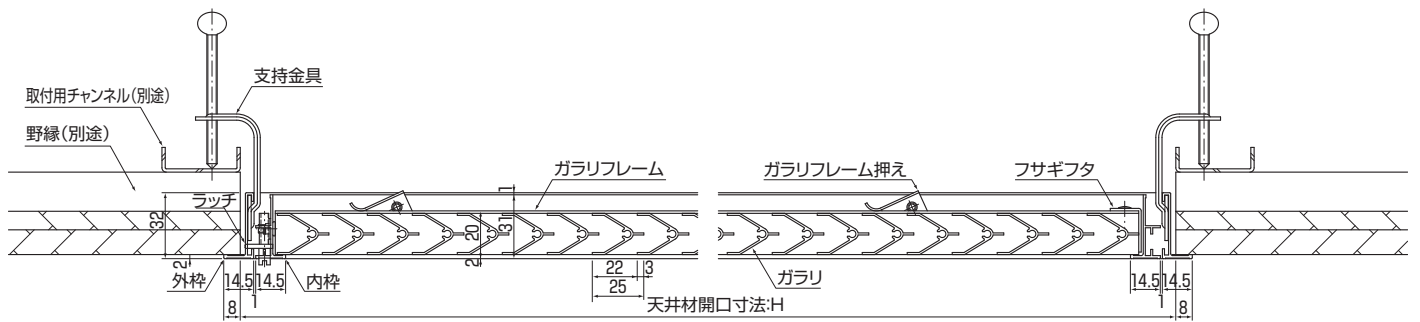 支持金具
取付用チャンネル(別途)
野縁(別途)
ガラリフレーム
ガラリフレーム押え
フサギフタ
ラッチ
32
1
31
20
2
2
外枠
14.5
14.5
内枠
22
3
ガラリ
14.5
14.5
1
1
25
8
天井材開口寸法:H
8